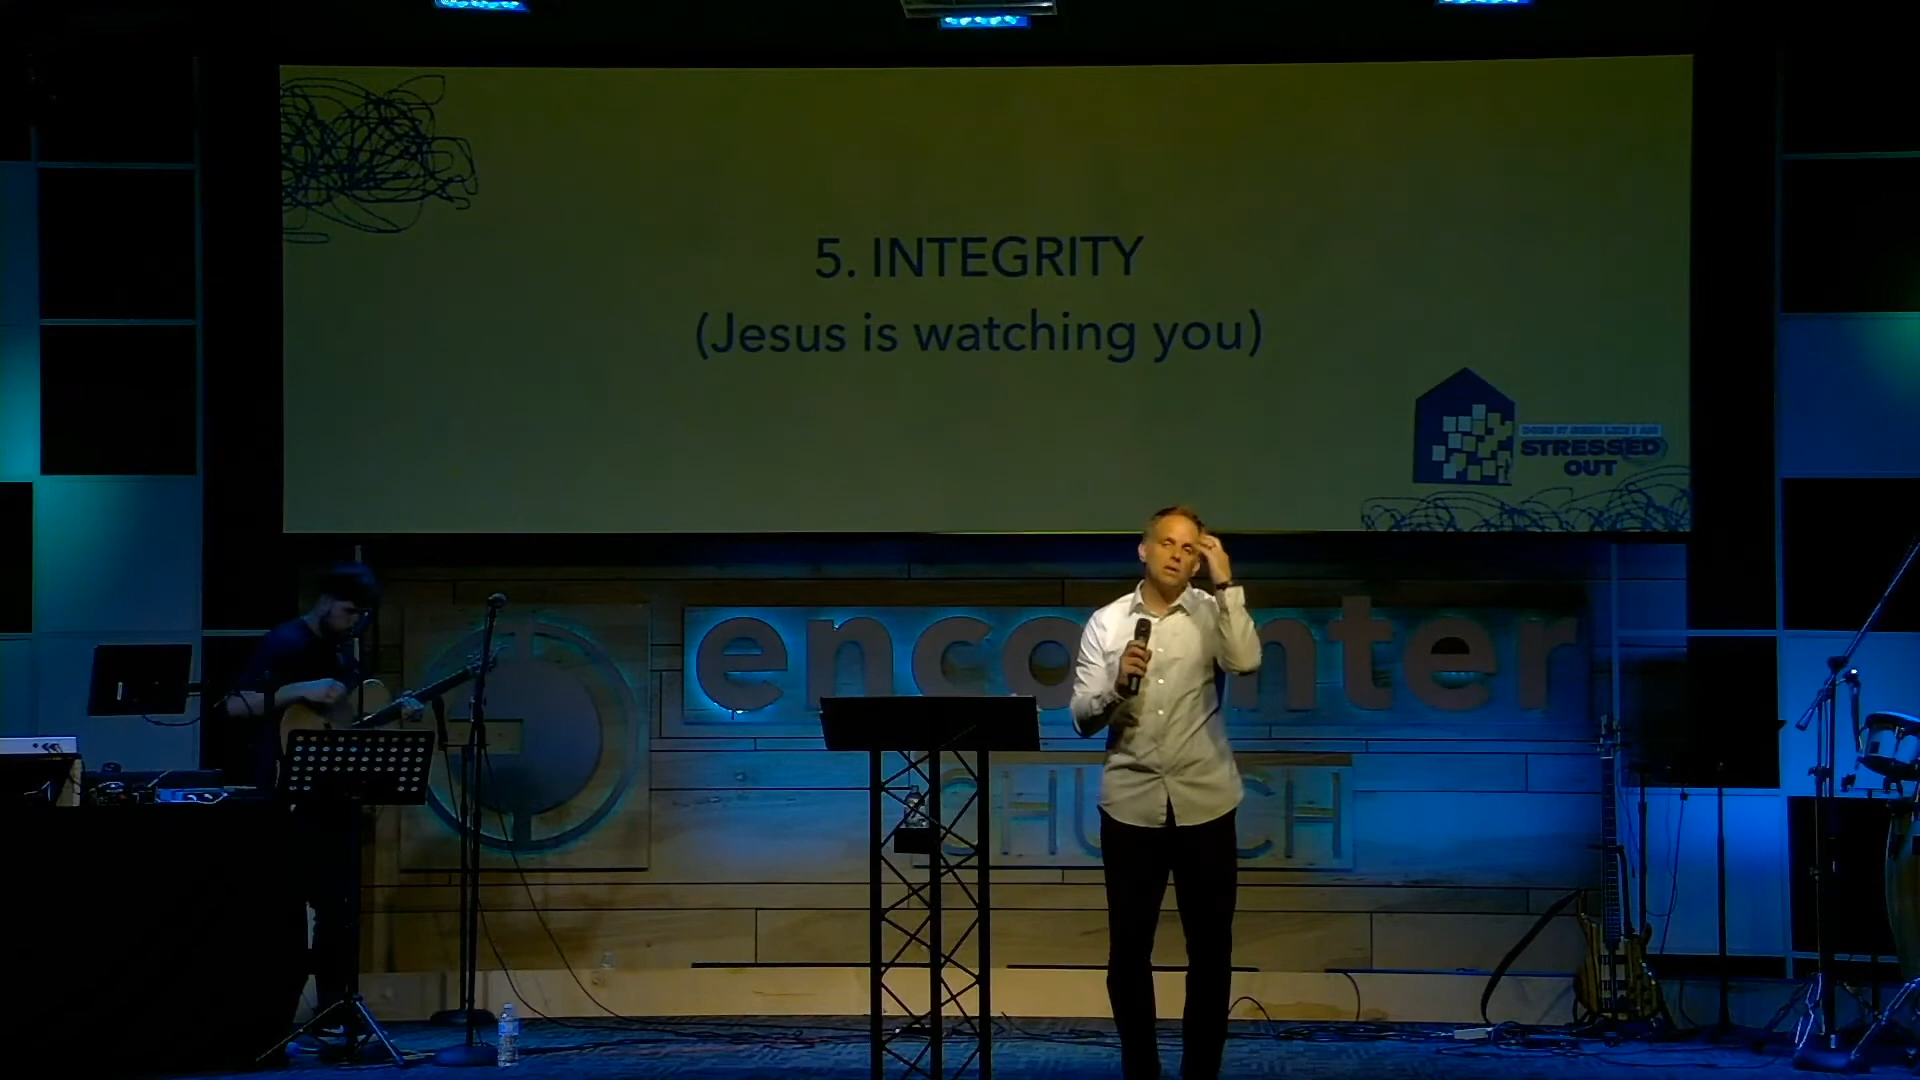 5. INTEGRITY
(Jesus is watching you)
STRESSED
OUT
encounter
CHURCH